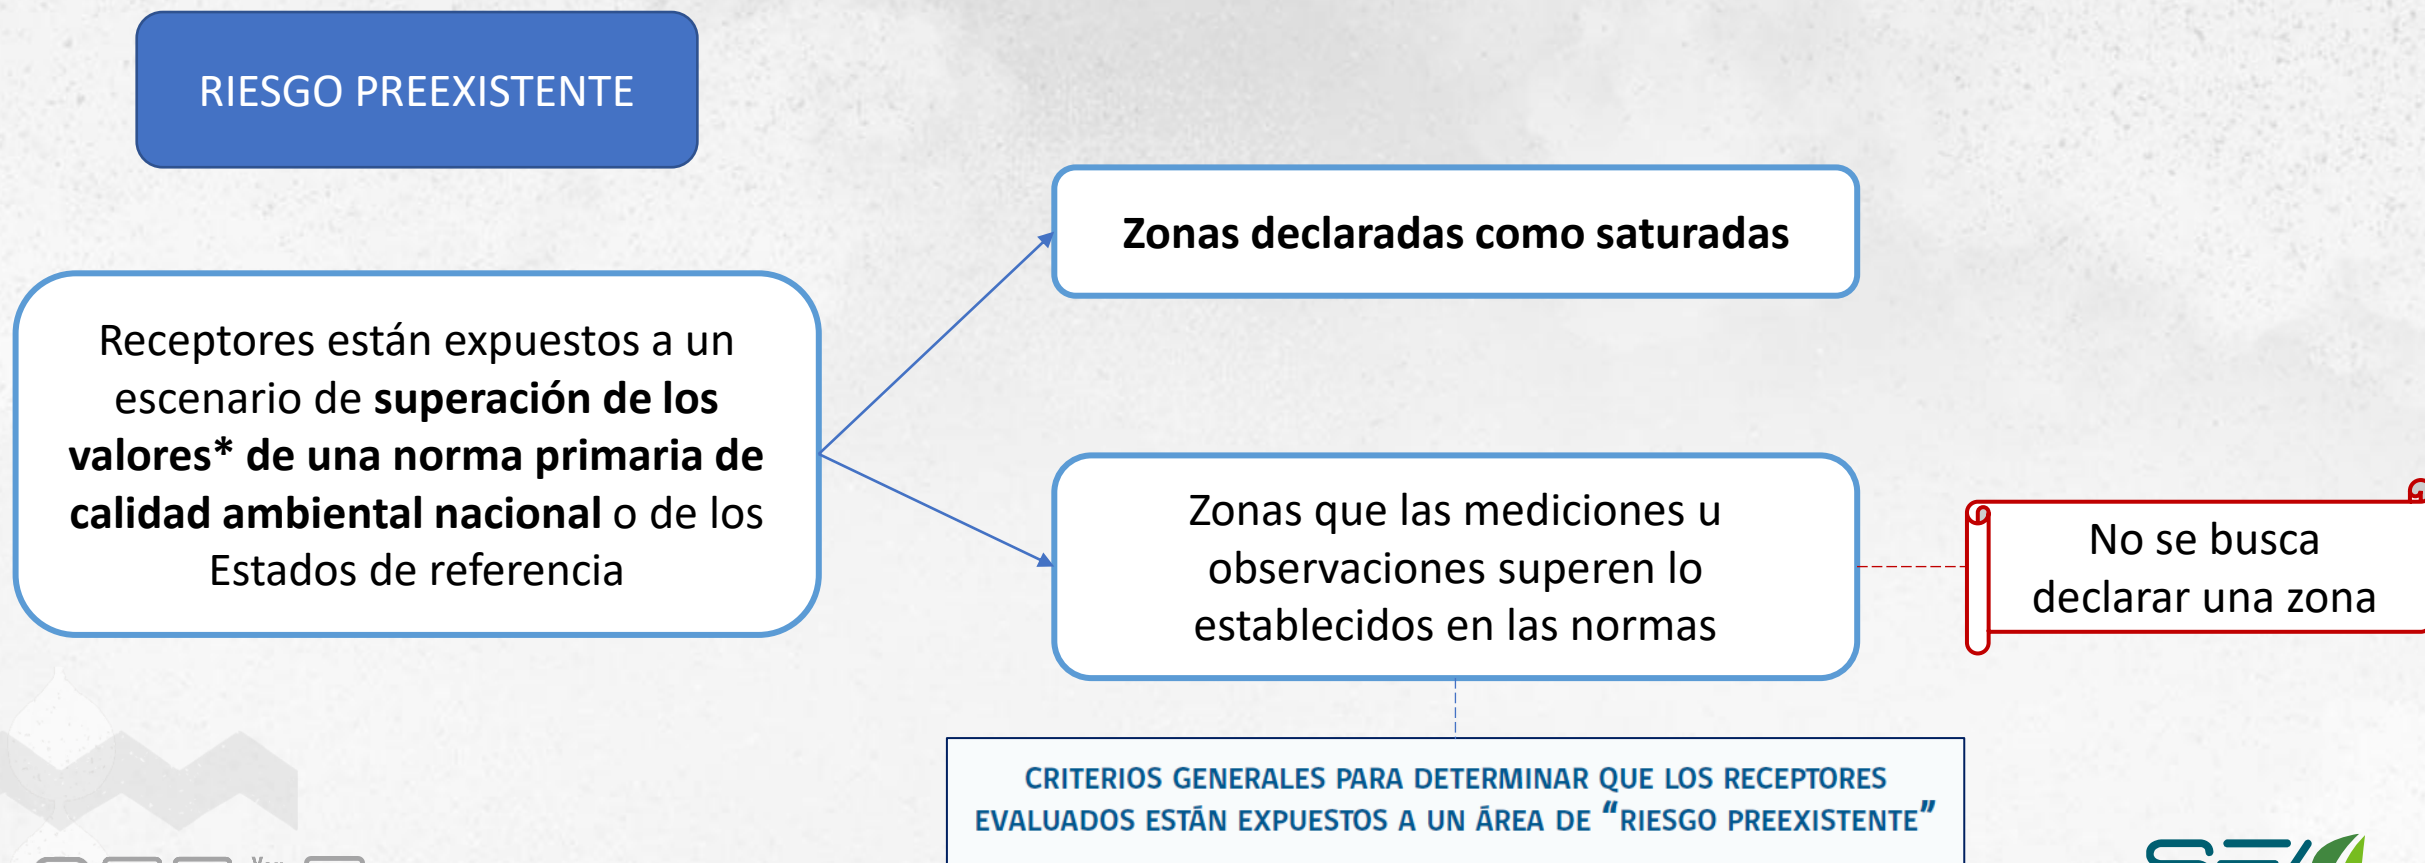 RIESGO PREEXISTENTE
Zonas declaradas como saturadas
Receptores están expuestos a un
escenario de superación de los
valores* de una norma primaria de
calidad ambiental nacional o de los
Estados de referencia
Zonas que las mediciones u
observaciones superen lo
establecidos en las normas
No se busca
declarar una zona
CRITERIOS GENERALES PARA DETERMINAR QUE LOS RECEPTORES
EVALUADOS ESTÁN EXPUESTOS A UN ÁREA DE “RIESGO PREEXISTENTE”